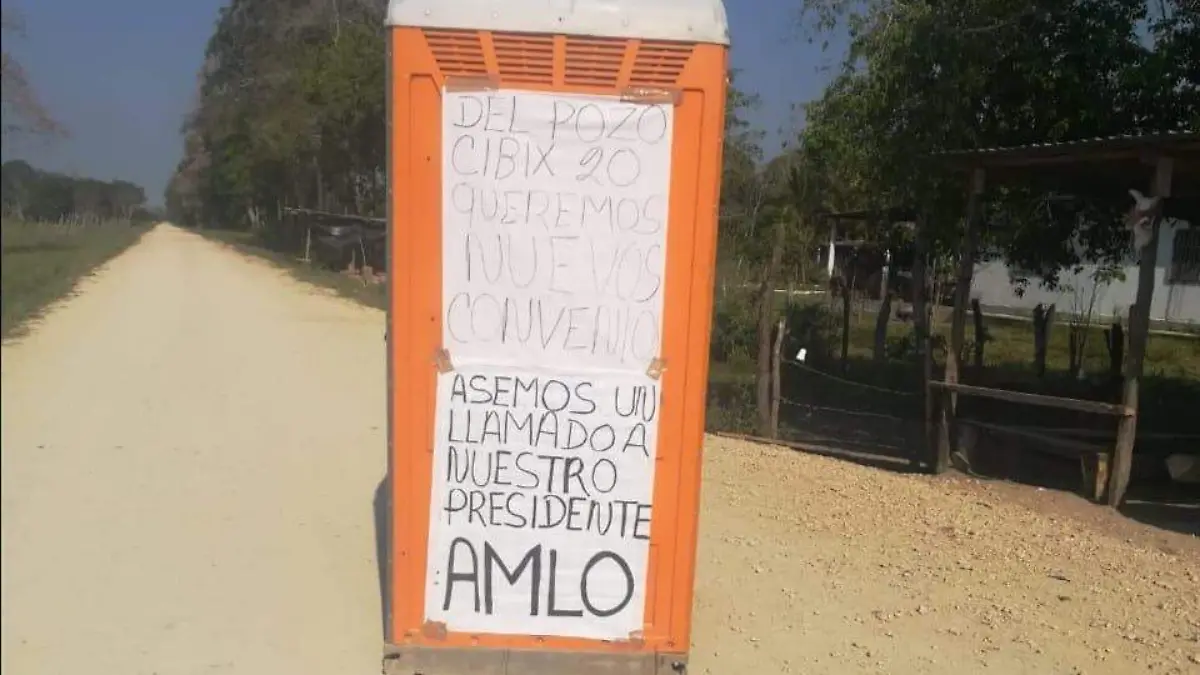 DEL POZO
CIBIX 20
QUEREMOS
NUEVOS
CONVENIO
ASEMOS UN
LLAMADO A
NUESTRO
PRESIDENTE
AMLO